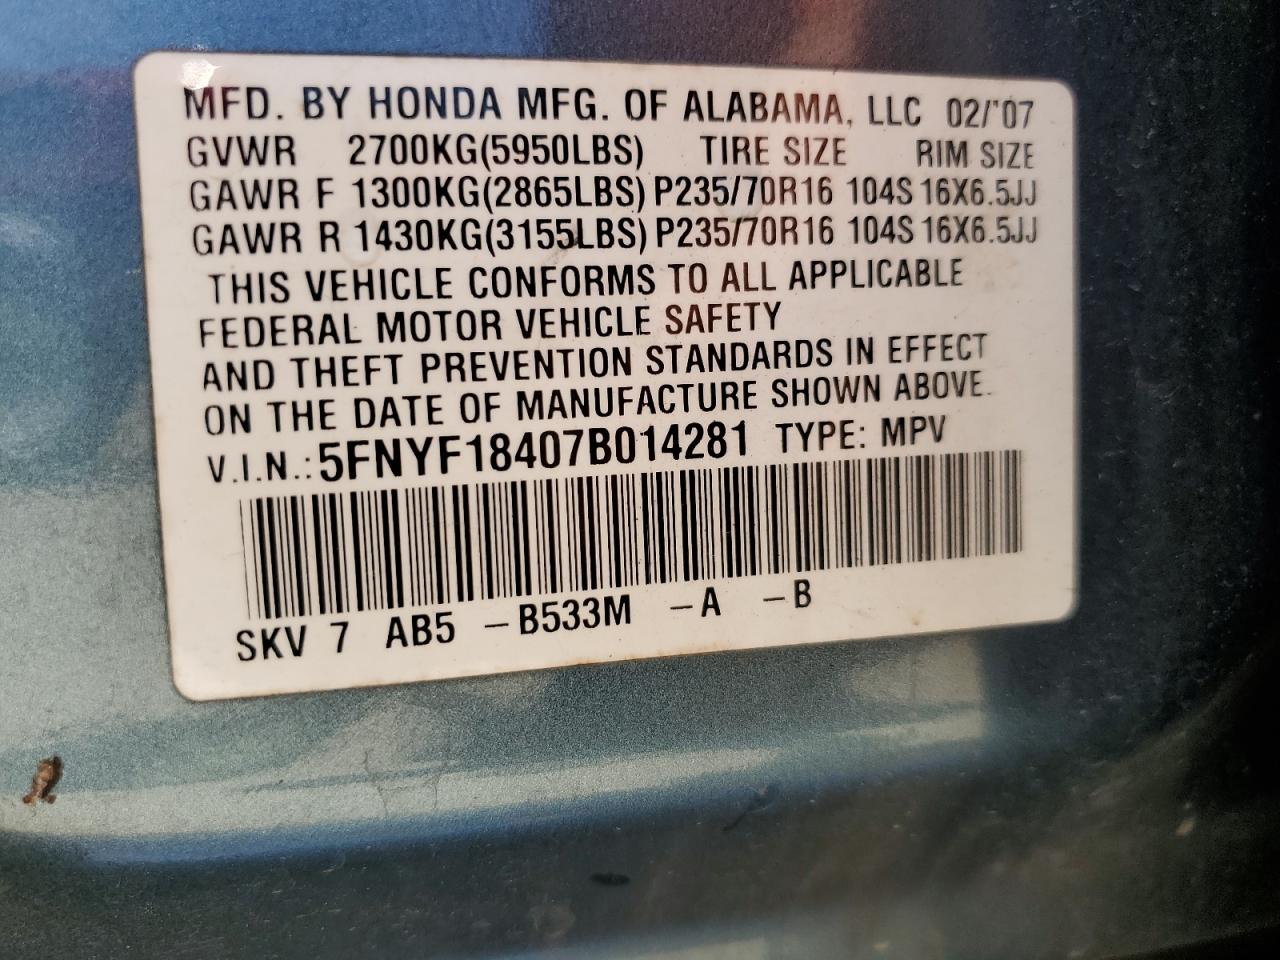 MFD. BY HONDA MFG. OF ALABAMA, LLC 02/'07
GVWR 2700KG(5950LBS) TIRE SIZE RIM SIZE
GAWR F 1300KG(2865LBS) P235/70R16 104S 16X6.5JJ
GAWR R 1430KG(3155LBS) P235/70R16 104S 16X6.5JJ
THIS VEHICLE CONFORMS TO ALL APPLICABLE
FEDERAL MOTOR VEHICLE SAFETY
AND THEFT PREVENTION STANDARDS IN EFFECT
ON THE DATE OF MANUFACTURE SHOWN ABOVE.
V.I.N.: 5FNYF18407B014281 TYPE: MPV
SKV 7 AB5 -B533M -A -B